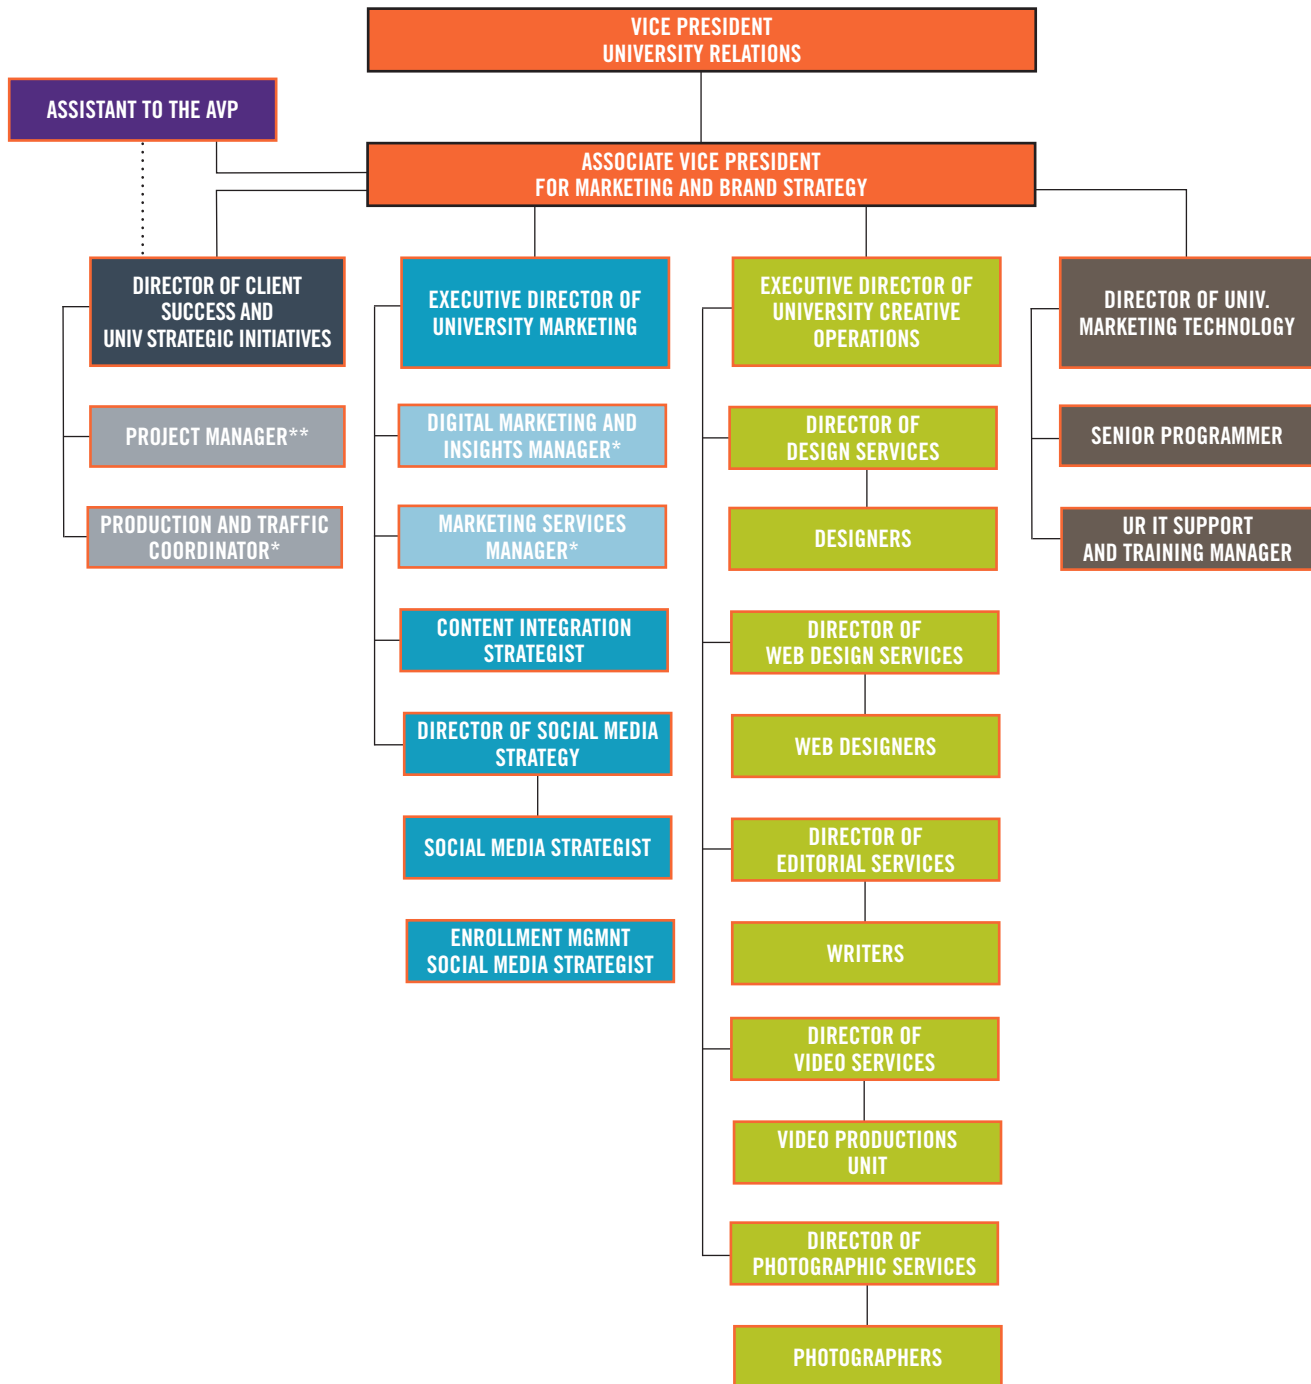 VICE PRESIDENT
UNIVERSITY RELATIONS
ASSISTANT TO THE AVP
ASSOCIATE VICE PRESIDENT
FOR MARKETING AND BRAND STRATEGY
DIRECTOR OF CLIENT
SUCCESS AND
UNIV STRATEGIC INITIATIVES
PROJECT MANAGER**
PRODUCTION AND TRAFFIC
COORDINATOR*
EXECUTIVE DIRECTOR OF
UNIVERSITY MARKETING
DIGITAL MARKETING AND
INSIGHTS MANAGER*
MARKETING SERVICES
MANAGER*
CONTENT INTEGRATION
STRATEGIST
DIRECTOR OF SOCIAL MEDIA
STRATEGY
SOCIAL MEDIA STRATEGIST
ENROLLMENT MGMNT
SOCIAL MEDIA STRATEGIST
EXECUTIVE DIRECTOR OF
UNIVERSITY CREATIVE
OPERATIONS
DIRECTOR OF
DESIGN SERVICES
DESIGNERS
DIRECTOR OF
WEB DESIGN SERVICES
WEB DESIGNERS
DIRECTOR OF
EDITORIAL SERVICES
WRITERS
DIRECTOR OF
VIDEO SERVICES
VIDEO PRODUCTIONS
UNIT
DIRECTOR OF
PHOTOGRAPHIC SERVICES
PHOTOGRAPHERS
DIRECTOR OF UNIV.
MARKETING TECHNOLOGY
SENIOR PROGRAMMER
UR IT SUPPORT
AND TRAINING MANAGER